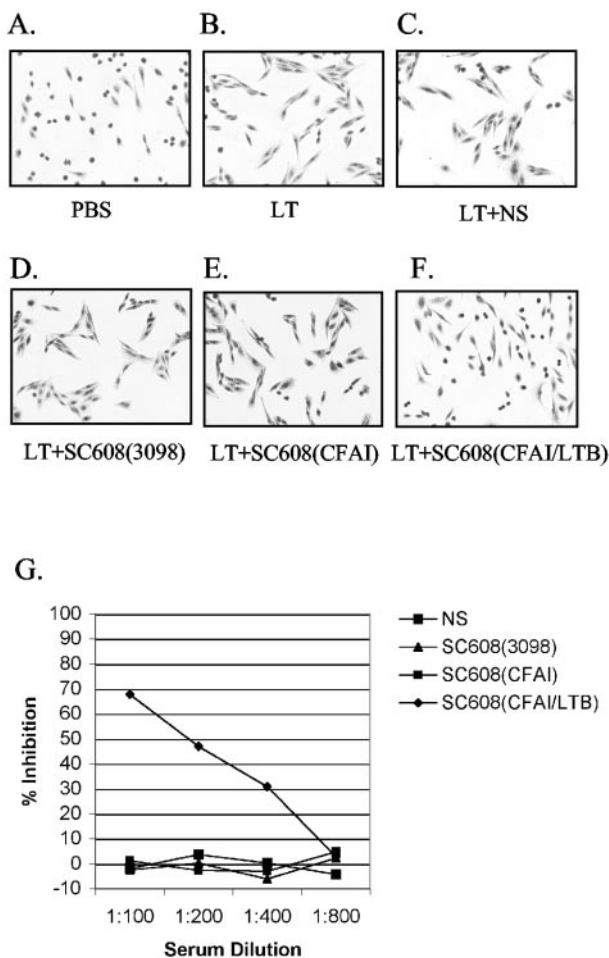 A.
B.
C.
PBS
LT
LT+NS
D.
E.
F.
LT+SC608(3098)
LT+SC608(CFAI)
LT+SC608(CFAI/LTB)
G.
100
90
80
70
60
50
40
30
20
10
0
-10
% Inhibition
1:100 1:200 1:400 1:800
Serum Dilution
NS
SC608(3098)
SC608(CFAI)
SC608(CFAI/LTB)